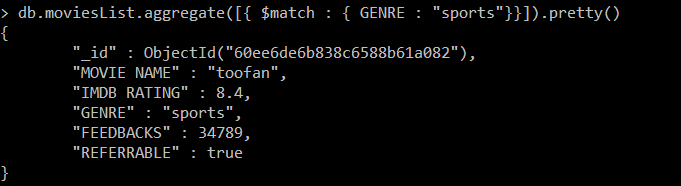 > db.moviesList.aggregate([{ $match : { GENRE : "sports"}}]).pretty()
{
"_id" : ObjectId("60ee6de6b838c6588b61a082"),
"MOVIE NAME" : "toofan",
"IMDB RATING" : 8.4,
"GENRE" : "sports",
"FEEDBACKS" : 34789,
"REFERRABLE" : true
}